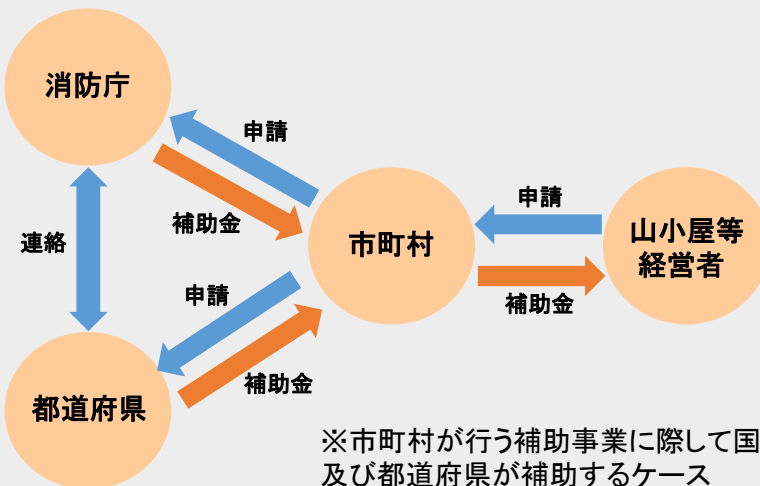 消防庁
申請
補助金
連絡
市町村
申請
補助金
山小屋等
経営者
申請
補助金
都道府県
※市町村が行う補助事業に際して国
及び都道府県が補助するケース